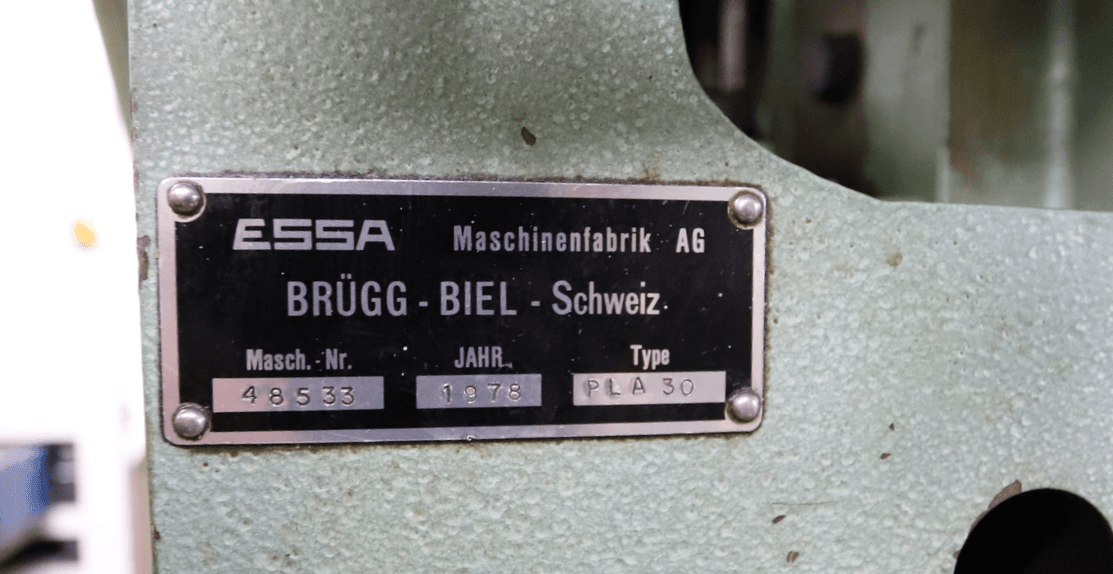 ESSA Maschinenfabrik AG
BRÜGG - BIEL - Schweiz
Masch.-Nr. JAHR Type
48533 1978 PLA 30